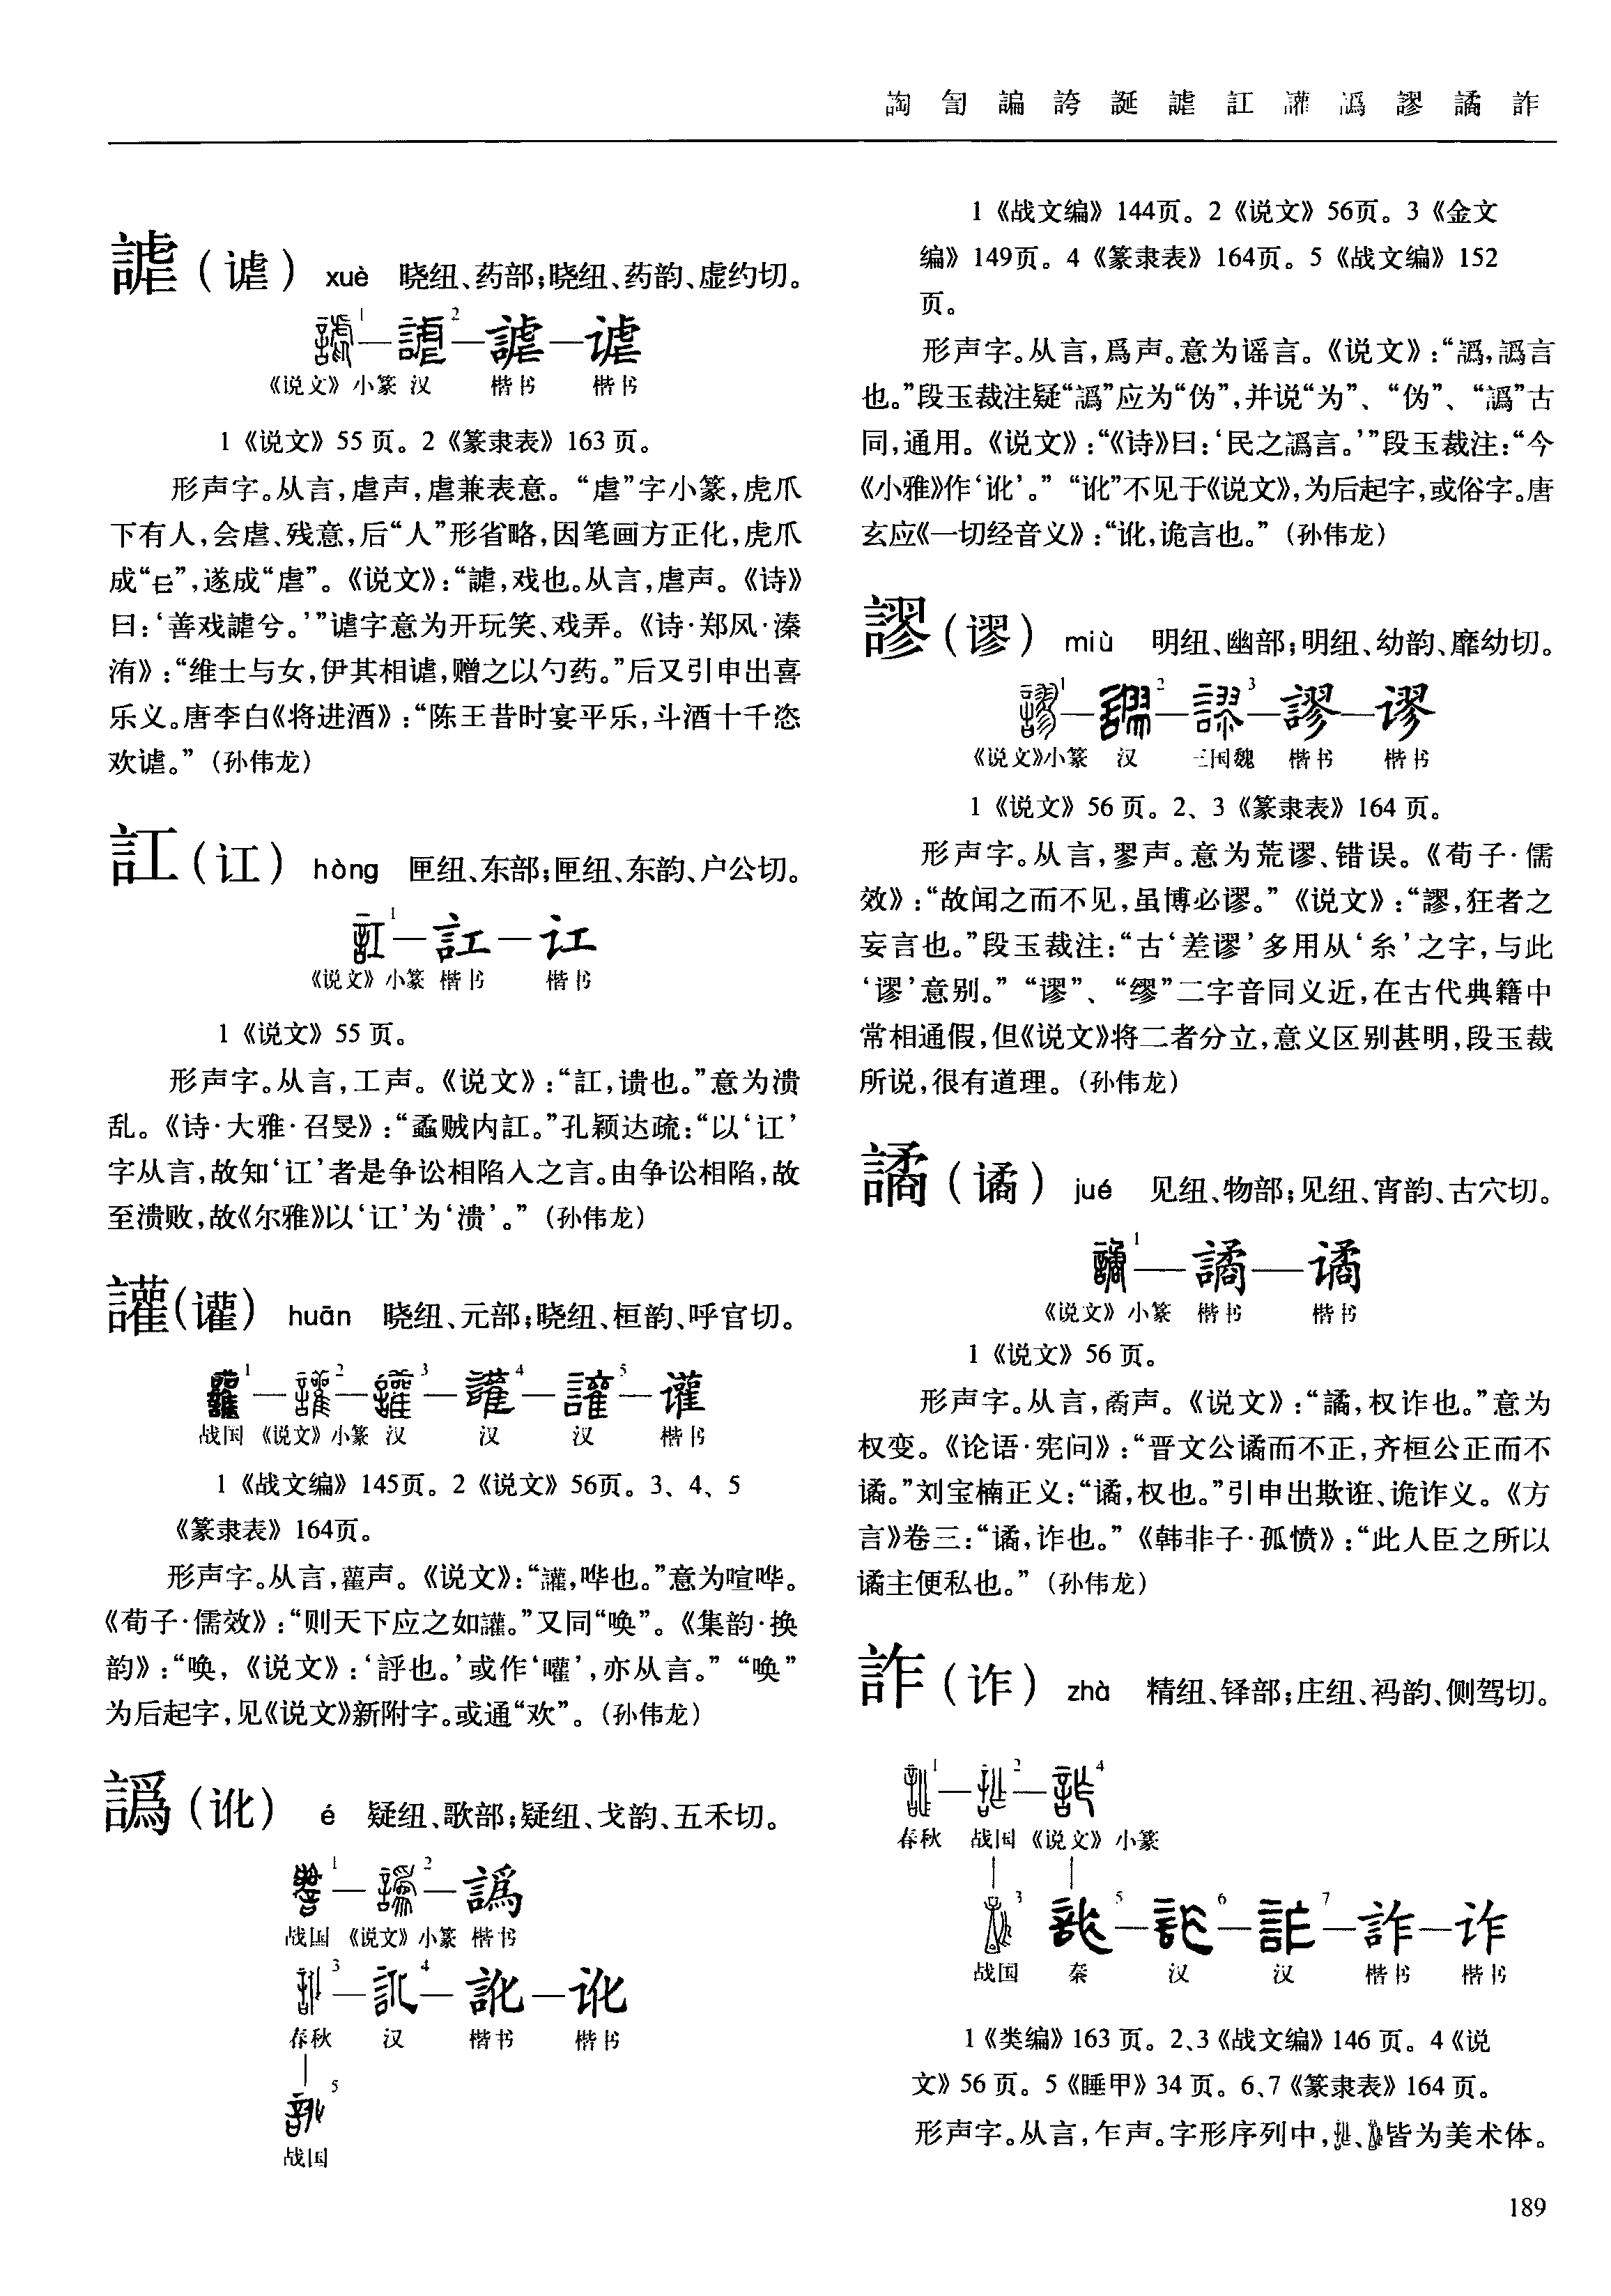 訽 訇 諞 誇 誕 謔 訌 讙 譌 謬 譎 詐
謔（谑） xuè 晓纽、药部；晓纽、药韵、虚约切。
1—2—謔—谑
《说文》小篆 汉 楷书 楷书
1《说文》55页。2《篆隶表》163页。
形声字。从言，虐声，虐兼表意。“虐”字小篆，虎爪
下有人，会虐、残意，后“人”形省略，因笔画方正化，虎爪
成“㠯”，遂成“虐”。《说文》：“謔，戏也。从言，虐声。《诗》
曰：‘善戏謔兮。’”谑字意为开玩笑、戏弄。《诗·郑风·溱
洧》：“维士与女，伊其相谑，赠之以勺药。”后又引申出喜
乐义。唐李白《将进酒》：“陈王昔时宴平乐，斗酒十千恣
欢谑。”（孙伟龙）
訌（讧） hòng 匣纽、东部；匣纽、东韵、户公切。
1—訌—讧
《说文》小篆 楷书 楷书
1《说文》55页。
形声字。从言，工声。《说文》：“訌，讃也。”意为溃
乱。《诗·大雅·召旻》：“蟊贼内訌。”孔颖达疏：“以‘讧’
字从言，故知‘讧’者是争讼相陷入之言。由争讼相陷，故
至溃败，故《尔雅》以‘讧’为‘溃’。”（孙伟龙）
讙（讙） huān 晓纽、元部；晓纽、桓韵、呼官切。
1—2—3—4—5—讙
战国 《说文》小篆 汉 汉 汉 楷书
1《战文编》145页。2《说文》56页。3、4、5
《篆隶表》164页。
形声字。从言，雚声。《说文》：“讙，哗也。”意为喧哗。
《荀子·儒效》：“则天下应之如讙。”又同“唤”。《集韵·换
韵》：“唤，《说文》：‘評也。’或作‘嚾’，亦从言。”“唤”
为后起字，见《说文》新附字。或通“欢”。（孙伟龙）
譌（讹） é 疑纽、歌部；疑纽、戈韵、五禾切。
1—2—譌
战国 《说文》小篆 楷书
3—4—訛—讹
春秋 汉 楷书 楷书
5
战国
1《战文编》144页。2《说文》56页。3《金文
编》149页。4《篆隶表》164页。5《战文编》152
页。
形声字。从言，爲声。意为谣言。《说文》：“譌，譌言
也。”段玉裁注疑“譌”应为“伪”，并说“为”、“伪”、“譌”古
同，通用。《说文》：“《诗》曰：‘民之譌言。’”段玉裁注：“今
《小雅》作‘讹’。”“讹”不见于《说文》，为后起字，或俗字。唐
玄应《一切经音义》：“讹，诡言也。”（孙伟龙）
謬（谬） miù 明纽、幽部；明纽、幼韵、靡幼切。
1—2—3—謬—谬
《说文》小篆 汉 三国魏 楷书 楷书
1《说文》56页。2、3《篆隶表》164页。
形声字。从言，翏声。意为荒谬、错误。《荀子·儒
效》：“故闻之而不见，虽博必谬。”《说文》：“謬，狂者之
妄言也。”段玉裁注：“古‘差谬’多用从‘糸’之字，与此
‘谬’意别。”“谬”、“缪”二字音同义近，在古代典籍中
常相通假，但《说文》将二者分立，意义区别甚明，段玉裁
所说，很有道理。（孙伟龙）
譎（谲） jué 见纽、物部；见纽、宵韵、古穴切。
1—譎—谲
《说文》小篆 楷书 楷书
1《说文》56页。
形声字。从言，矞声。《说文》：“譎，权诈也。”意为
权变。《论语·宪问》：“晋文公谲而不正，齐桓公正而不
谲。”刘宝楠正义：“谲，权也。”引申出欺诳、诡诈义。《方
言》卷三：“谲，诈也。”《韩非子·孤愤》：“此人臣之所以
谲主便私也。”（孙伟龙）
詐（诈） zhà 精纽、铎部；庄纽、祃韵、侧驾切。
1—2—4
春秋 战国 《说文》小篆
3 5—6—7—詐—诈
战国 秦 汉 汉 楷书 楷书
1《类编》163页。2、3《战文编》146页。4《说
文》56页。5《睡甲》34页。6、7《篆隶表》164页。
形声字。从言，乍声。字形序列中，、皆为美术体。
189